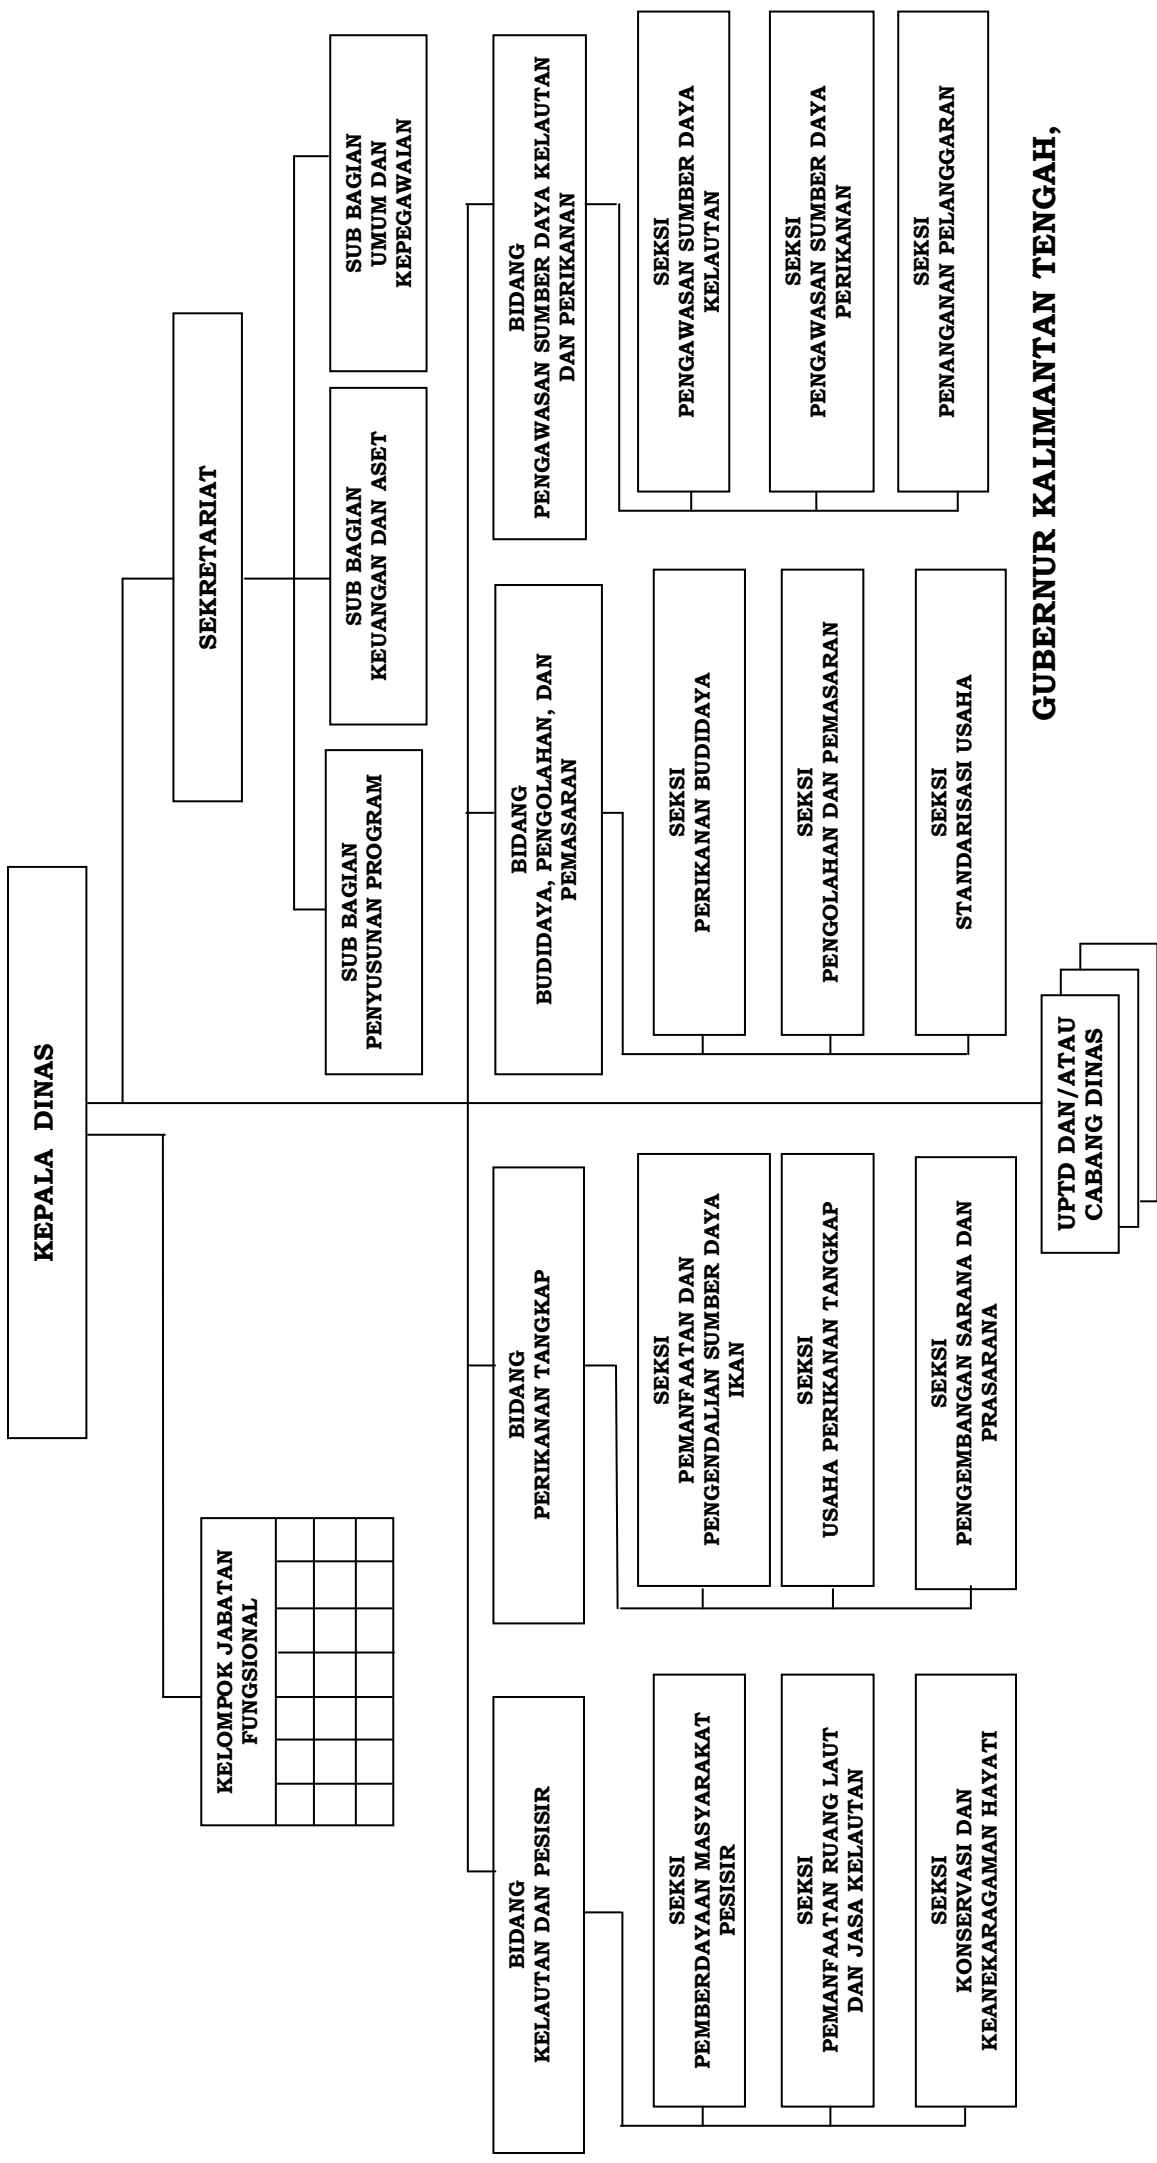 KEPALA DINAS
KELOMPOK JABATAN
FUNGSIONAL
SEKRETARIAT
SUB BAGIAN
PENYUSUNAN PROGRAM
SUB BAGIAN
KEUANGAN DAN ASET
SUB BAGIAN
UMUM DAN
KEPEGAWAIAN
BIDANG
KELAUTAN DAN PESISIR
BIDANG
PERIKANAN TANGKAP
BIDANG
BUDIDAYA, PENGOLAHAN, DAN
PEMASARAN
BIDANG
PENGAWASAN SUMBER DAYA KELAUTAN
DAN PERIKANAN
SEKSI
PEMBERDAYAAN MASYARAKAT
PESISIR
SEKSI
PEMANFAATAN DAN
PENGENDALIAN SUMBER DAYA
IKAN
SEKSI
PERIKANAN BUDIDAYA
SEKSI
PENGAWASAN SUMBER DAYA
KELAUTAN
SEKSI
PEMANFAATAN RUANG LAUT
DAN JASA KELAUTAN
SEKSI
USAHA PERIKANAN TANGKAP
SEKSI
PENGOLAHAN DAN PEMASARAN
SEKSI
PENGAWASAN SUMBER DAYA
PERIKANAN
SEKSI
KONSERVASI DAN
KEANEKARAGAMAN HAYATI
SEKSI
PENGEMBANGAN SARANA DAN
PRASARANA
SEKSI
STANDARISASI USAHA
SEKSI
PENANGANAN PELANGGARAN
UPTD DAN/ATAU
CABANG DINAS
GUBERNUR KALIMANTAN TENGAH,